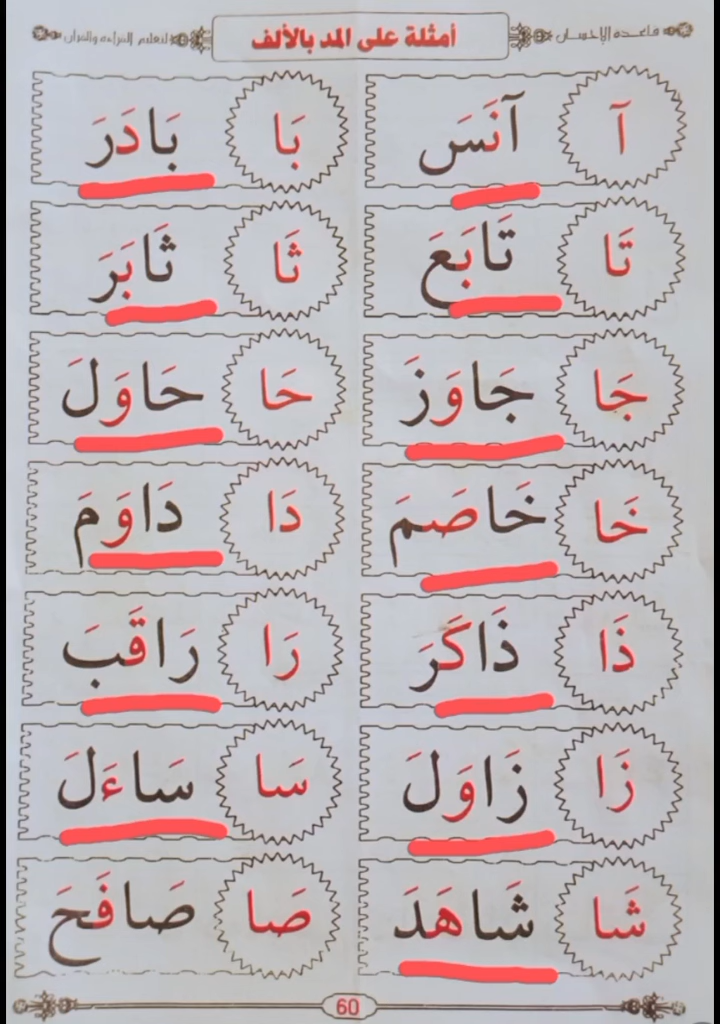 قاعدة الإحسان أمثلة على المد بالألف لتعليم القراءة والقرآن
آ آنَسَ بَا بَادَرَ
تَا تَابَعَ ثَا ثَابَرَ
جَا جَاوَزَ حَا حَاوَلَ
خَا خَاصَمَ دَا دَاوَمَ
ذَا ذَاكَرَ رَا رَاقَبَ
زَا زَاوَلَ سَا سَاءَلَ
شَا شَاهَدَ صَا صَافَحَ
60